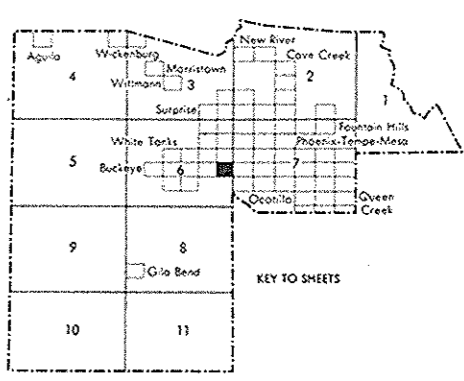 New River
Aguila
Wickenburg
Cave Creek
4
Morristown
2
1
Wittmann
3
Surprise
Fountain Hills
White Tanks
Phoenix-Tempe-Mesa
5
Buckeye
6
7
Ocotillo
Queen
Creek
9
8
Gila Bend
KEY TO SHEETS
10
11